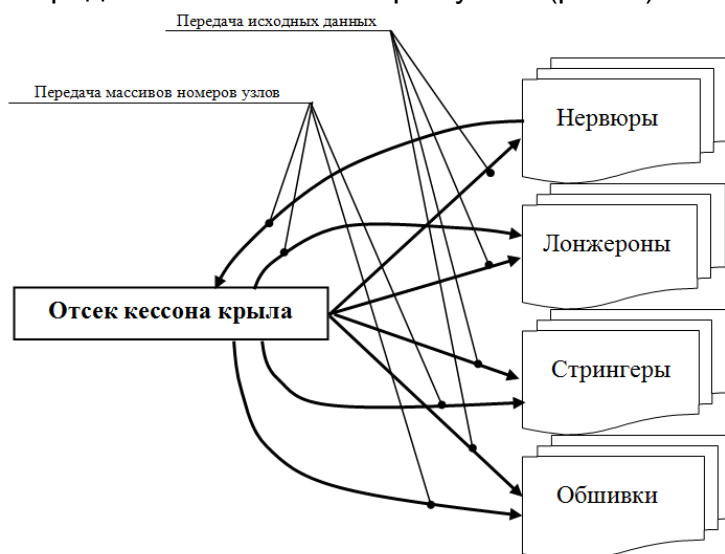 Передача исходных данных
Передача массивов номеров узлов
Нервюры
Лонжероны
Отсек кессона крыла
Стрингеры
Обшивки